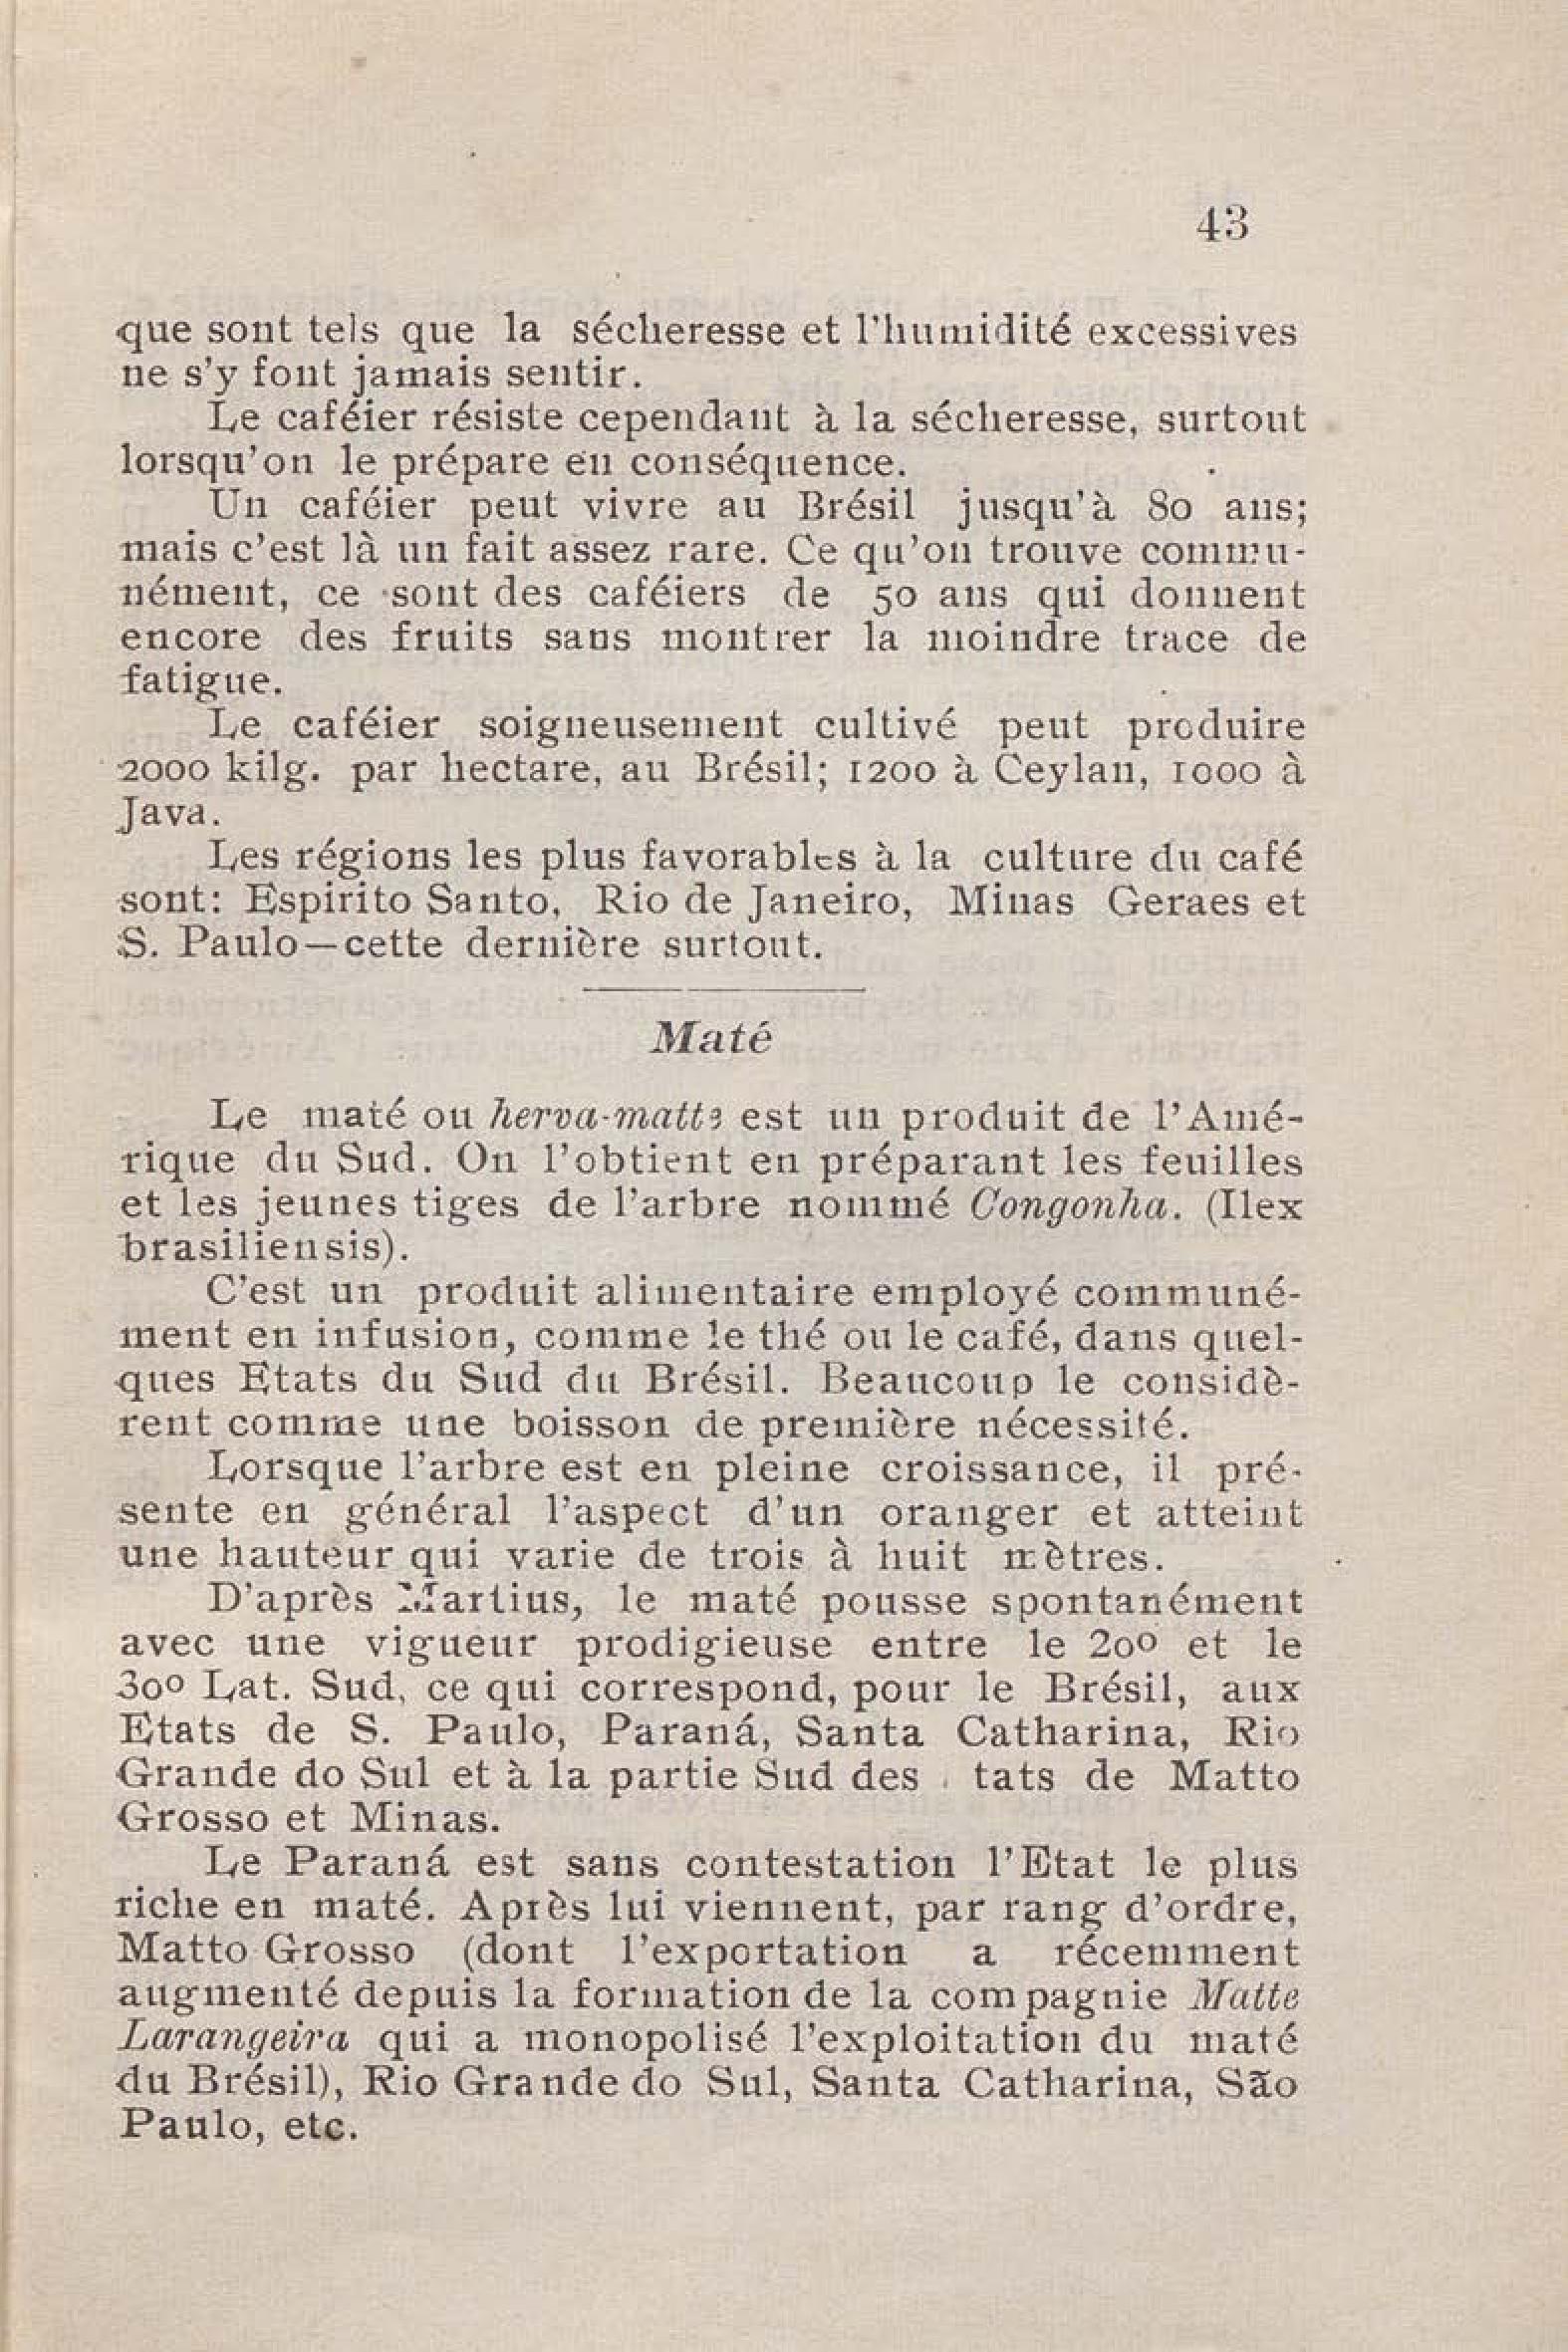 43
que sont tels que la sécheresse et l'humidité excessives
ne s'y font jamais sentir.
Le caféier résiste cependant à la sécheresse, surtout
lorsqu'on le prépare en conséquence.
Un caféier peut vivre au Brésil jusqu'à 80 ans;
mais c'est là un fait assez rare. Ce qu'on trouve commu-
nément, ce sont des caféiers de 50 ans qui donnent
encore des fruits sans montrer la moindre trace de
fatigue.
Le caféier soigneusement cultivé peut produire
2000 kilg. par hectare, au Brésil; 1200 à Ceylan, 1000 à
Java.
Les régions les plus favorables à la culture du café
sont: Espirito Santo, Rio de Janeiro, Minas Geraes et
S. Paulo—cette dernière surtout.
Maté
Le maté ou herva-matte est un produit de l'Amé-
rique du Sud. On l'obtient en préparant les feuilles
et les jeunes tiges de l'arbre nommé Congonha. (Ilex
brasiliensis).
C'est un produit alimentaire employé communé-
ment en infusion, comme le thé ou le café, dans quel-
ques Etats du Sud du Brésil. Beaucoup le considè-
rent comme une boisson de première nécessité.
Lorsque l'arbre est en pleine croissance, il pré-
sente en général l'aspect d'un oranger et atteint
une hauteur qui varie de trois à huit mètres.
D'après Martius, le maté pousse spontanément
avec une vigueur prodigieuse entre le 20º et le
30º Lat. Sud, ce qui correspond, pour le Brésil, aux
Etats de S. Paulo, Paraná, Santa Catharina, Rio
Grande do Sul et à la partie Sud des tats de Matto
Grosso et Minas.
Le Paraná est sans contestation l'Etat le plus
riche en maté. Après lui viennent, par rang d'ordre,
Matto Grosso (dont l'exportation a récemment
augmenté depuis la formation de la compagnie Matte
Larangeira qui a monopolisé l'exploitation du maté
du Brésil), Rio Grande do Sul, Santa Catharina, São
Paulo, etc.